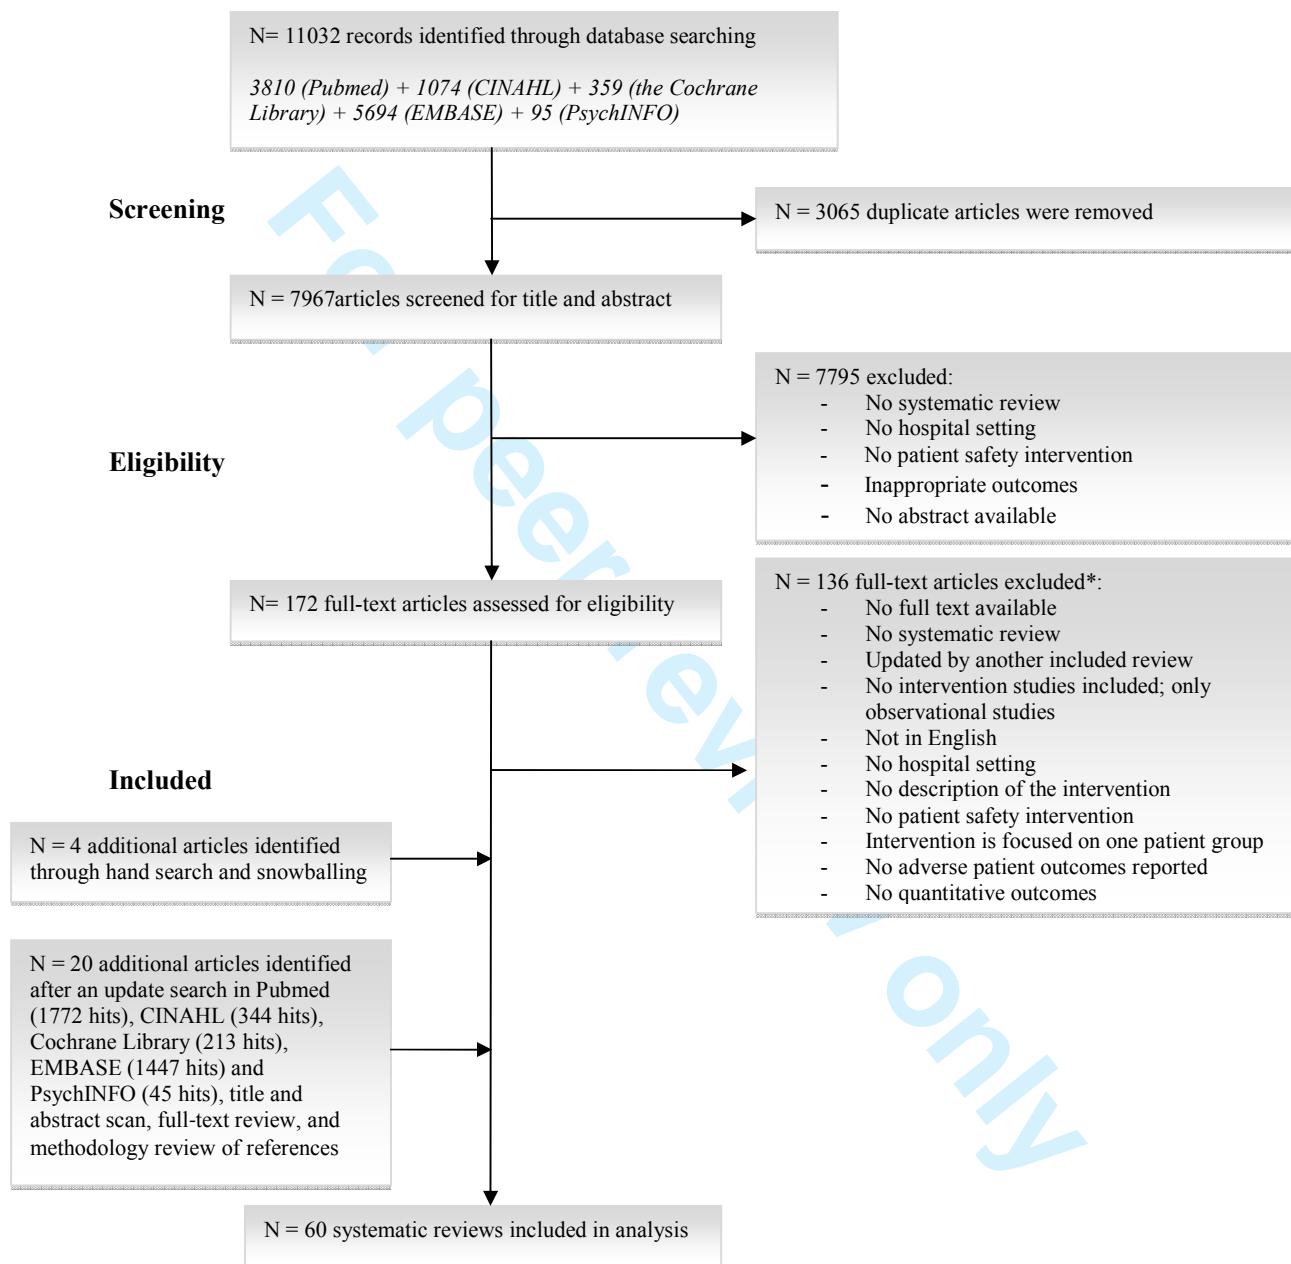 N= 11032 records identified through database searching
3810 (Pubmed) + 1074 (CINAHL) + 359 (the Cochrane
Library) + 5694 (EMBASE) + 95 (PsychINFO)
Screening
N = 3065 duplicate articles were removed
N = 7967articles screened for title and abstract
N = 7795 excluded:
- No systematic review
- No hospital setting
- No patient safety intervention
- Inappropriate outcomes
- No abstract available
Eligibility
N= 172 full-text articles assessed for eligibility
N = 136 full-text articles excluded*:
- No full text available
- No systematic review
- Updated by another included review
- No intervention studies included; only
observational studies
- Not in English
- No hospital setting
- No description of the intervention
- No patient safety intervention
- Intervention is focused on one patient group
- No adverse patient outcomes reported
- No quantitative outcomes
Included
N = 4 additional articles identified
through hand search and snowballing
N = 20 additional articles identified
after an update search in Pubmed
(1772 hits), CINAHL (344 hits),
Cochrane Library (213 hits),
EMBASE (1447 hits) and
PsychINFO (45 hits), title and
abstract scan, full-text review, and
methodology review of references
N = 60 systematic reviews included in analysis
For peer review only